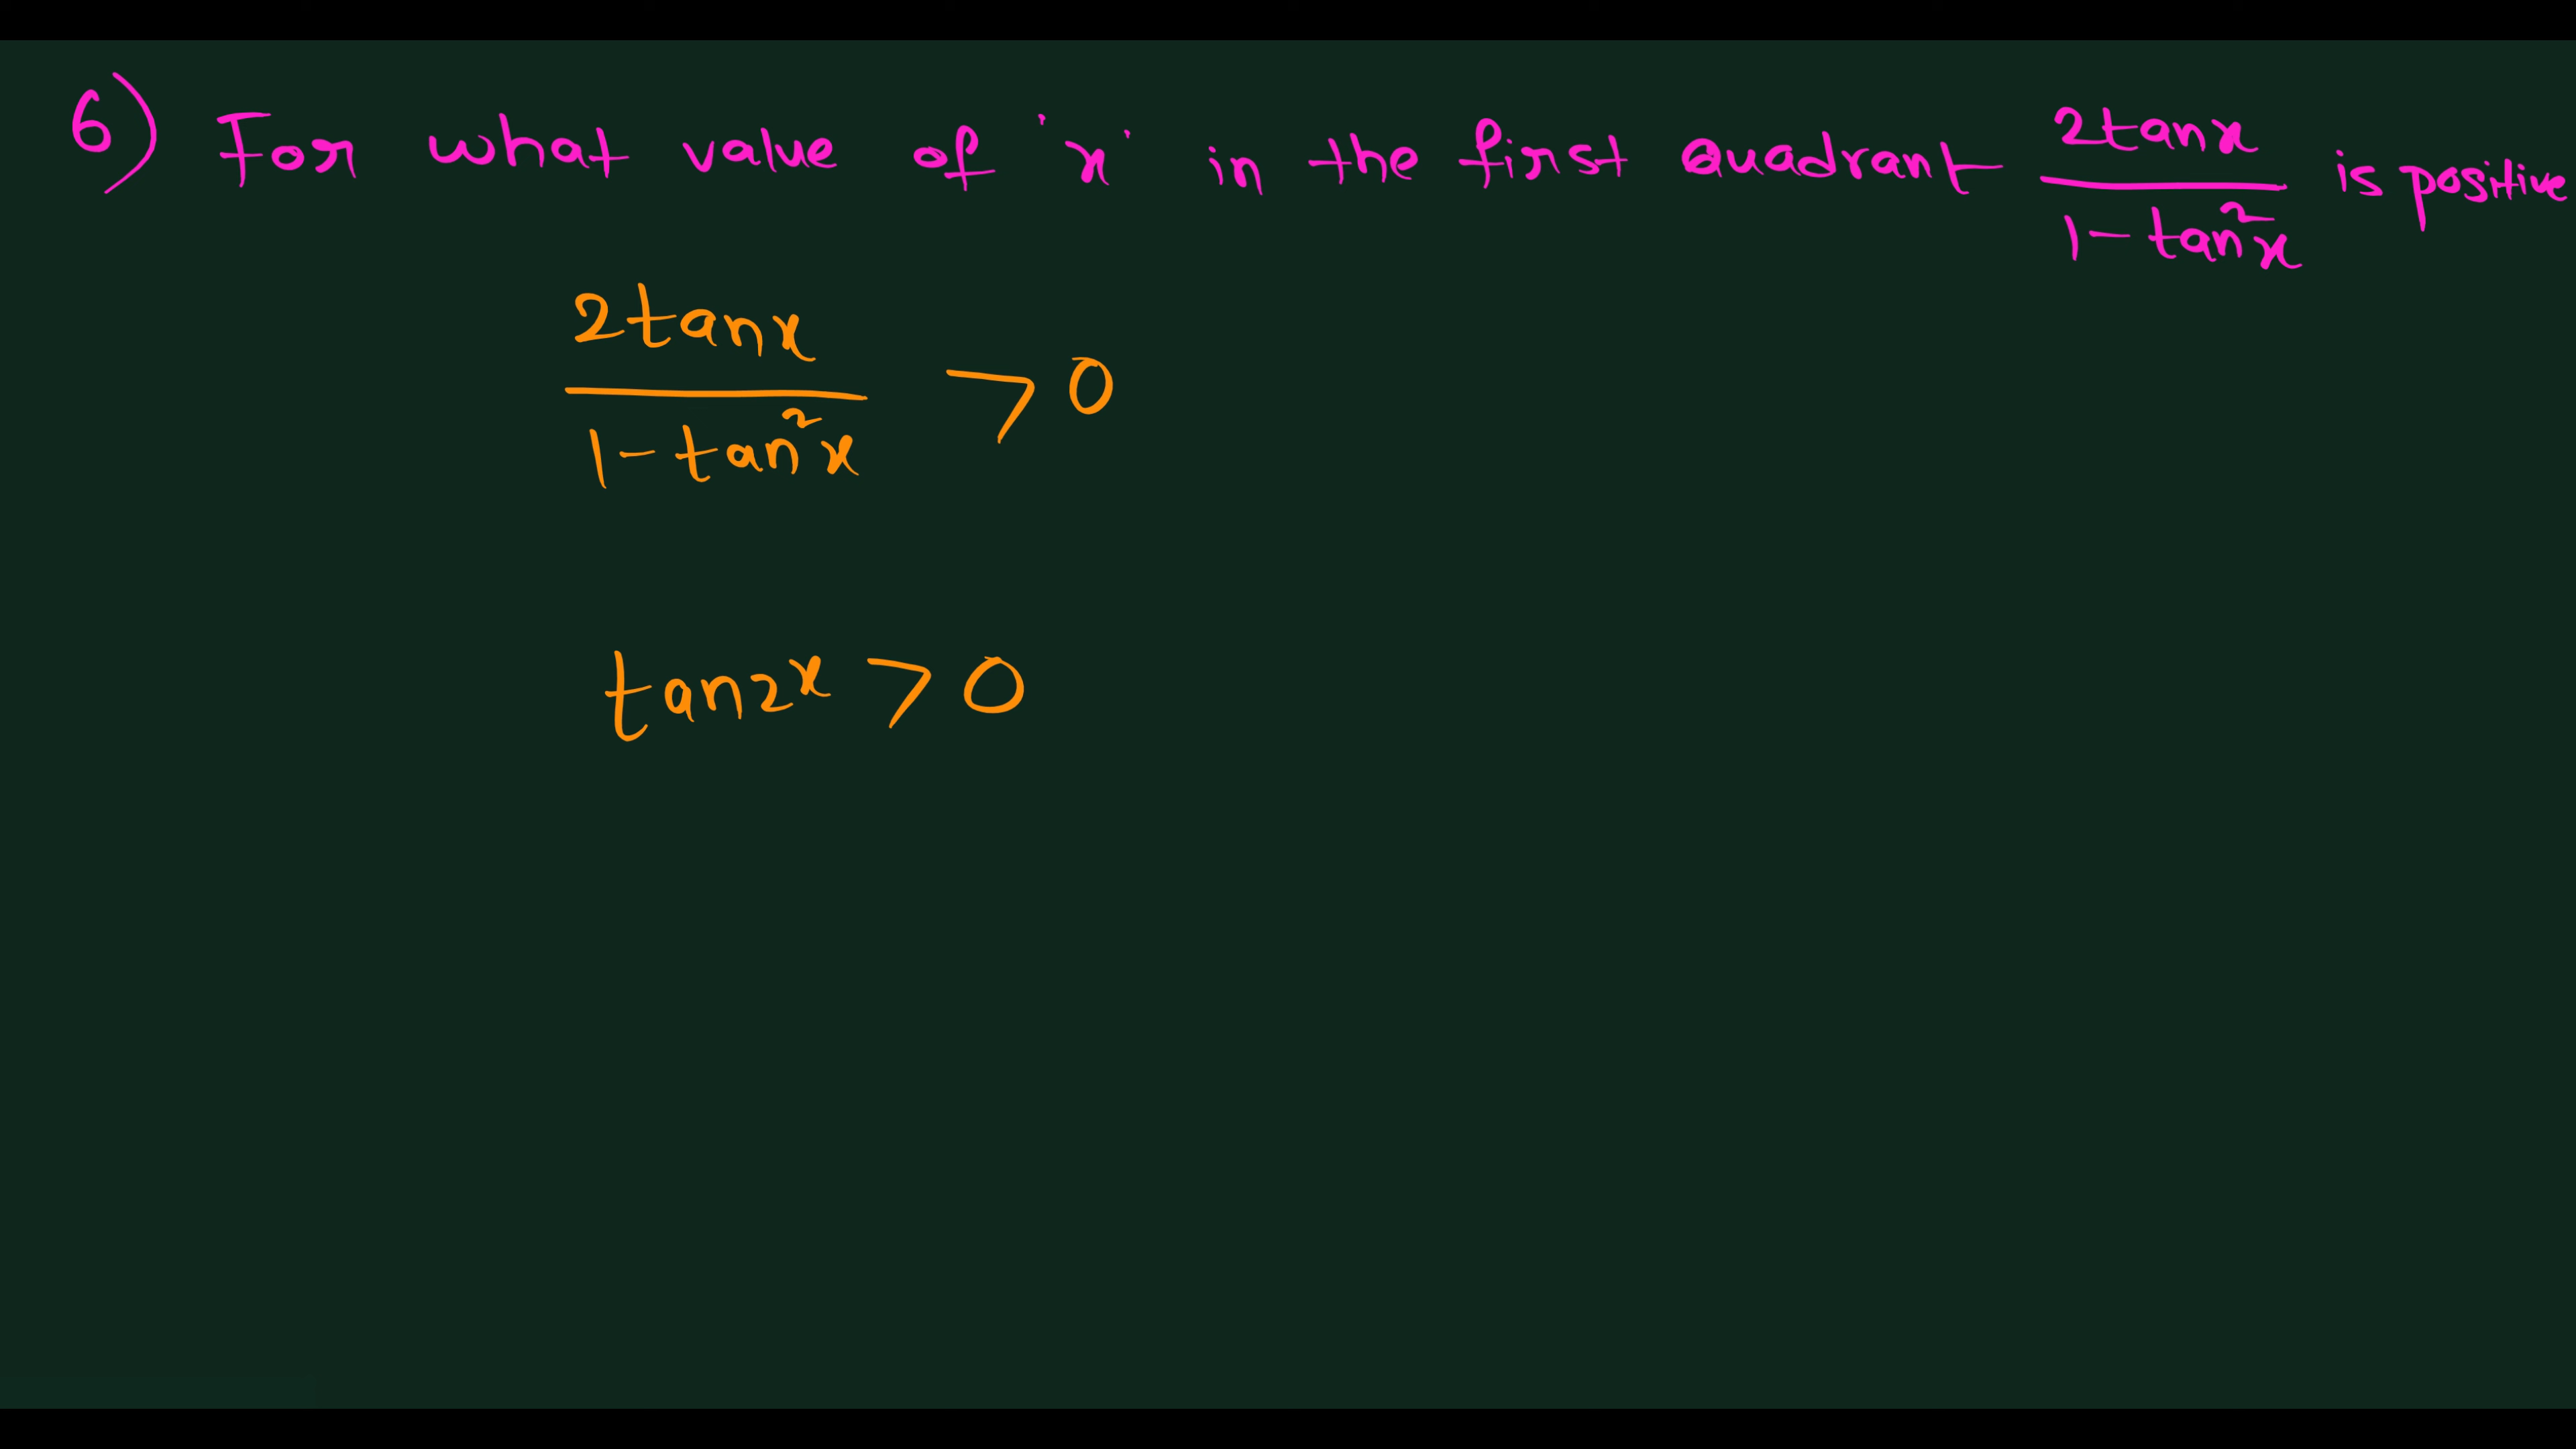 6) For what value of 'x' in the first Quadrant 2tanx / 1-tan²x is positive
2tanx / 1-tan²x > 0
tan2x > 0